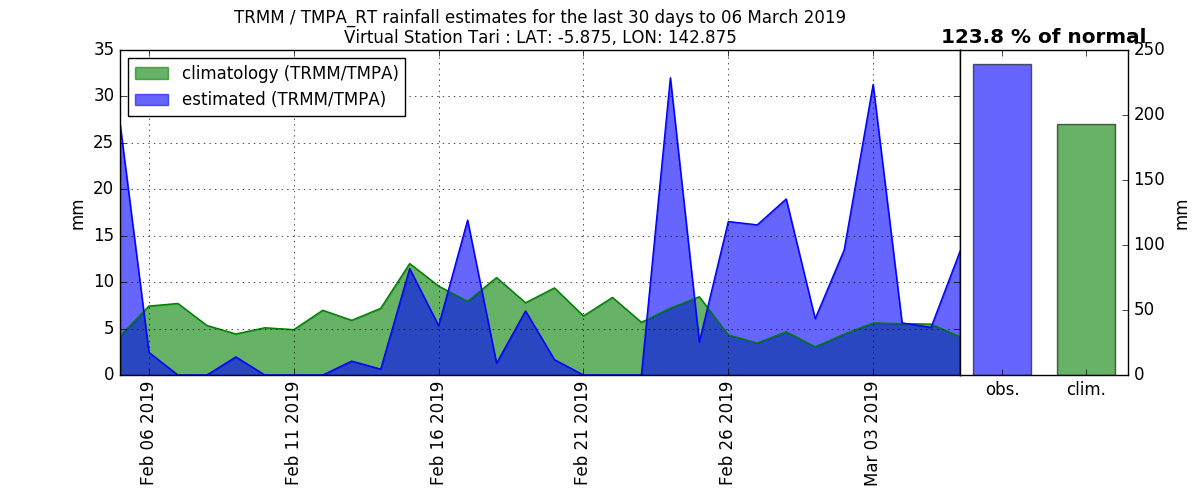 TRMM / TMPA_RT rainfall estimates for the last 30 days to 06 March 2019
Virtual Station Tari : LAT: -5.875, LON: 142.875
123.8 % of normal
climatology (TRMM/TMPA)
estimated (TRMM/TMPA)
35
30
25
20
15
10
5
0
mm
Feb 06 2019
Feb 11 2019
Feb 16 2019
Feb 21 2019
Feb 26 2019
Mar 03 2019
obs.
clim.
250
200
150
100
50
0
mm